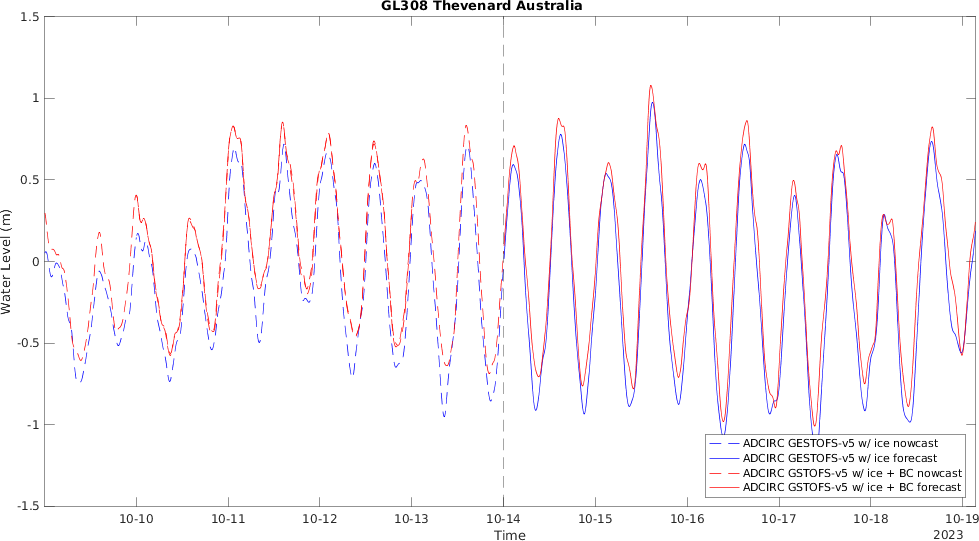 GL308 Thevenard Australia
1.5
1
0.5
0
-0.5
-1
-1.5
Water Level (m)
ADCIRC GESTOFS-v5 w/ ice nowcast
ADCIRC GESTOFS-v5 w/ ice forecast
ADCIRC GSTOFS-v5 w/ ice + BC nowcast
ADCIRC GSTOFS-v5 w/ ice + BC forecast
10-10 10-11 10-12 10-13 10-14 10-15 10-16 10-17 10-18 10-19
Time
2023